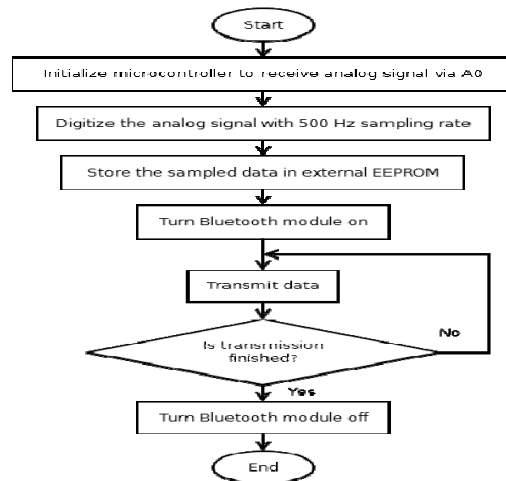 Start
Initialize microcontroller to receive analog signal via A0
Digitize the analog signal with 500 Hz sampling rate
Store the sampled data in external EEPROM
Turn Bluetooth module on
Transmit data
Is transmission
finished?
No
Yes
Turn Bluetooth module off
End